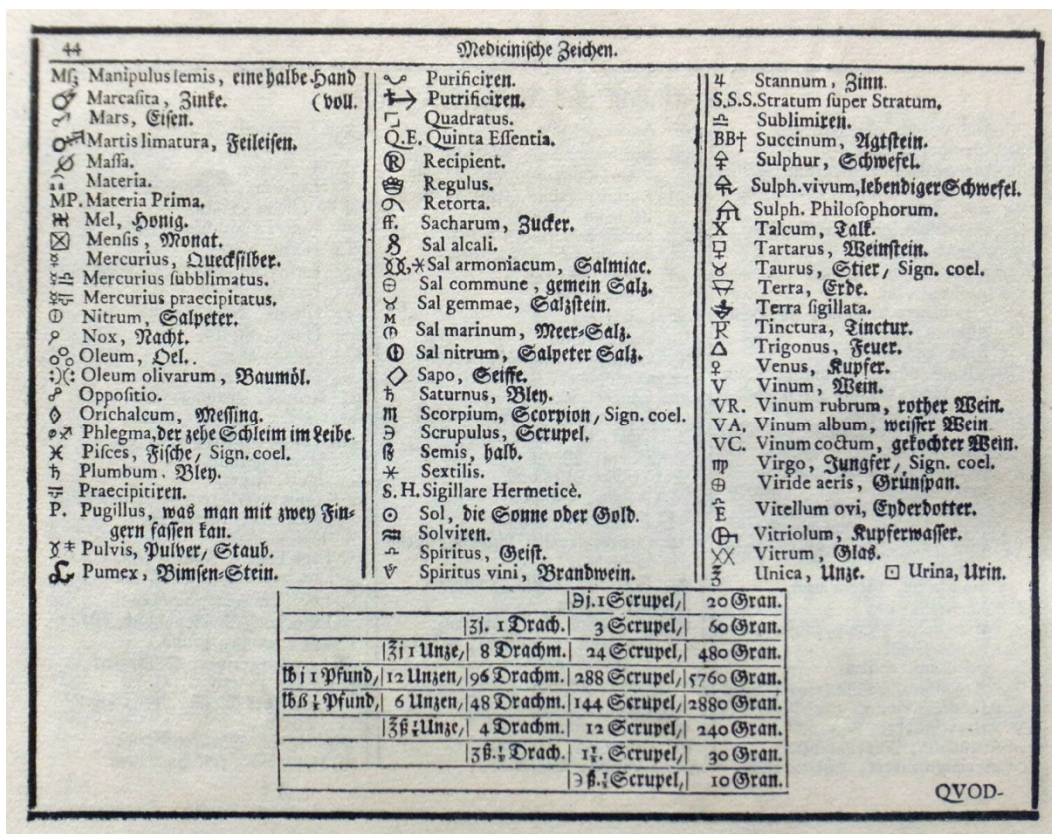 44 Medicinische Zeichen.
Mß Manipulus semis, eine halbe Hand
Marcasita, Zinke. (voll.
♂ Mars, Eisen.
Martis limatura, Feileisen.
Massa.
Materia.
MP. Materia Prima.
Mel, Honig.
Mensis, Monat.
☿ Mercurius, Quecksilber.
☿♎ Mercurius subblimatus.
Mercurius praecipitatus.
Nitrum, Salpeter.
Nox, Nacht.
Oleum, Oel..
:)(: Oleum olivarum, Baumöl.
☍ Oppositio.
Orichalcum, Messing.
Phlegma, der zehe Schleim im Leibe.
♓ Pisces, Fische, Sign. coel.
♄ Plumbum, Bley.
Praecipitiren.
P. Pugillus, was man mit zwey Fin-
gern fassen kan.
Pulvis, Pulver, Staub.
Pumex, Bimsen-Stein.
Purificiren.
Putrificiren.
Quadratus.
Q.E. Quinta Essentia.
Ⓡ Recipient.
Regulus.
Retorta.
ff. Sacharum, Zucker.
Sal alcali.
Sal armoniacum, Salmiac.
⊖ Sal commune, gemein Salz.
♉ Sal gemmae, Salzstein.
M
Sal marinum, Meer-Salz.
Sal nitrum, Salpeter Salz.
◇ Sapo, Seiffe.
♄ Saturnus, Bley.
♏ Scorpium, Scorpion, Sign. coel.
℈ Scrupulus, Scrupel.
ß Semis, halb.
⚹ Sextilis.
S. H. Sigillare Hermeticè.
☉ Sol, die Sonne oder Gold.
Solviren.
Spiritus, Geist.
Spiritus vini, Brandwein.
♃ Stannum, Zinn.
S.S.S. Stratum super Stratum.
♎ Sublimiren.
BB† Succinum, Agtstein.
🜍 Sulphur, Schwefel.
Sulph. vivum, lebendiger Schwefel.
Sulph. Philosophorum.
X Talcum, Talk.
Tartarus, Weinstein.
♉ Taurus, Stier, Sign. coel.
🜃 Terra, Erde.
Terra sigillata.
Tinctura, Tinctur.
△ Trigonus, Feuer.
♀ Venus, Kupfer.
V Vinum, Wein.
VR. Vinum rubrum, rother Wein.
VA. Vinum album, weisser Wein
VC. Vinum coctum, gekochter Wein.
♍ Virgo, Jungfer, Sign. coel.
⊕ Viride aeris, Grünspan.
Vitellum ovi, Eyderdotter.
Vitriolum, Kupferwasser.
XX Vitrum, Glas.
℥ Unica, Unze. ⊡ Urina, Urin.
℈j. 1 Scrupel, 20 Gran.
ʒj. 1 Drach. 3 Scrupel, 60 Gran.
℥j 1 Unze, 8 Drachm. 24 Scrupel, 480 Gran.
℔ j 1 Pfund, 12 Unzen, 96 Drachm. 288 Scrupel, 5760 Gran.
℔ß ½ Pfund, 6 Unzen, 48 Drachm. 144 Scrupel, 2880 Gran.
℥ß ½ Unze, 4 Drachm. 12 Scrupel, 240 Gran.
ʒß. ½ Drach. 1½. Scrupel, 30 Gran.
℈ ß. ½ Scrupel, 10 Gran.
QVOD-